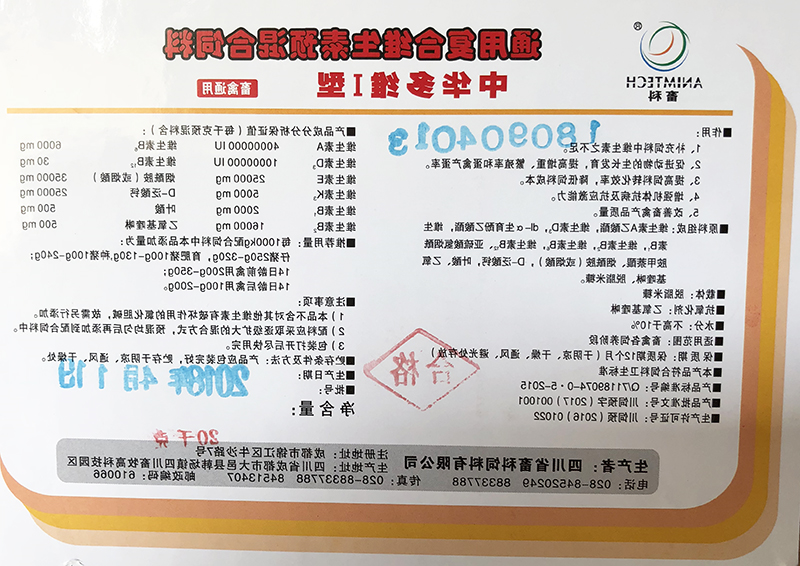 ®
ANIMTECH
畜科
通用复合维生素预混合饲料
中华多维Ⅰ型 畜禽通用
180904013
■作用：
1、补充饲料中维生素之不足。
2、促进动物的生长发育，提高增重、繁殖率和蛋禽产蛋率。
3、提高饲料转化效率，降低饲料成本。
4、增强机体抗病及抗应激能力。
5、改善畜禽产品质量。
■原料组成：维生素A乙酸酯，维生素D₃，dl-α生育酚乙酸酯，维生
素B₁，维生素B₂，维生素B₆，维生素B₁₂，亚硫酸氢烟酰
胺甲萘醌，烟酰胺（或烟酸），D-泛酸钙，叶酸，乙氧
基喹啉、脱脂米糠。
■载体：脱脂米糠
■抗氧化剂：乙氧基喹啉
■水分：不高于10%
■适用范围：畜禽各饲养阶段
■保质期：保质期12个月（于阴凉、干燥、通风、避光处存放）
■本产品符合饲料卫生标准
■产品标准编号：Q/71189074-0·5-2015
■产品批准文号：川饲预字（2017）001001
■生产许可证号：川饲预（2016）01022
■产品成分分析保证值（每千克预混料含）
维生素A 40000000 IU 维生素B₆ 6000 mg
维生素D₃ 10000000 IU 维生素B₁₂ 30 mg
维生素E 25000 mg 烟酰胺（或烟酸） 35000 mg
维生素K₃ 5000 mg D-泛酸钙 25000 mg
维生素B₁ 2000 mg 叶酸 500 mg
维生素B₂ 16000 mg 乙氧基喹啉 500 mg
■推荐用量：每1000Kg配合饲料中本品添加量为：
仔猪250g-320g，育肥猪100g-130g，种猪180g-240g；
14日龄前禽用200g-350g；
14日龄后禽用100g-200g。
■注意事项：
1）本品不含对其他维生素有破坏作用的氯化胆碱，故需另行添加。
2）配料应采取逐级扩大的混合方式，预混均匀后再添加到配合饲料中。
3）包装打开后尽快用完。
■贮存条件及方法：产品应包装完好，贮存于阴凉、通风、干燥处。
■生产日期：2018年4月11日
■批号：
净含量：20千克
合格
生产者：四川省畜科饲料有限公司
注册地址：成都市锦江区牛沙路7号
生产地址：四川省成都市大邑县韩场镇四川畜牧高科技园区
电话：028-84520249 88337788 传真：028-88337788 84513407 邮政编码：610066